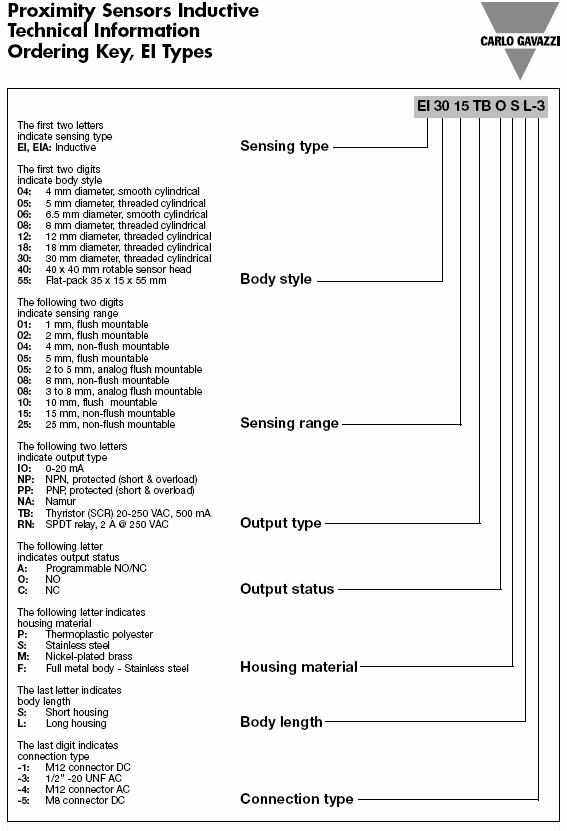 Proximity Sensors Inductive
Technical Information
Ordering Key, EI Types
CARLO GAVAZZI
EI 30 15 TB O S L-3
The first two letters
indicate sensing type
EI, EIA: Inductive
Sensing type
The first two digits
indicate body style
04: 4 mm diameter, smooth cylindrical
05: 5 mm diameter, threaded cylindrical
06: 6.5 mm diameter, smooth cylindrical
08: 8 mm diameter, threaded cylindrical
12: 12 mm diameter, threaded cylindrical
18: 18 mm diameter, threaded cylindrical
30: 30 mm diameter, threaded cylindrical
40: 40 x 40 mm rotable sensor head
55: Flat-pack 35 x 15 x 55 mm
Body style
The following two digits
indicate sensing range
01: 1 mm, flush mountable
02: 2 mm, flush mountable
04: 4 mm, non-flush mountable
05: 5 mm, flush mountable
05: 2 to 5 mm, analog flush mountable
08: 8 mm, non-flush mountable
08: 3 to 8 mm, analog flush mountable
10: 10 mm, flush mountable
15: 15 mm, non-flush mountable
25: 25 mm, non-flush mountable
Sensing range
The following two letters
indicate output type
IO: 0-20 mA
NP: NPN, protected (short & overload)
PP: PNP, protected (short & overload)
NA: Namur
TB: Thyristor (SCR) 20-250 VAC, 500 mA
RN: SPDT relay, 2 A @ 250 VAC
Output type
The following letter
indicates output status
A: Programmable NO/NC
O: NO
C: NC
Output status
The following letter indicates
housing material
P: Thermoplastic polyester
S: Stainless steel
M: Nickel-plated brass
F: Full metal body - Stainless steel
Housing material
The last letter indicates
body length
S: Short housing
L: Long housing
Body length
The last digit indicates
connection type
-1: M12 connector DC
-3: 1/2" -20 UNF AC
-4: M12 connector AC
-5: M8 connector DC
Connection type